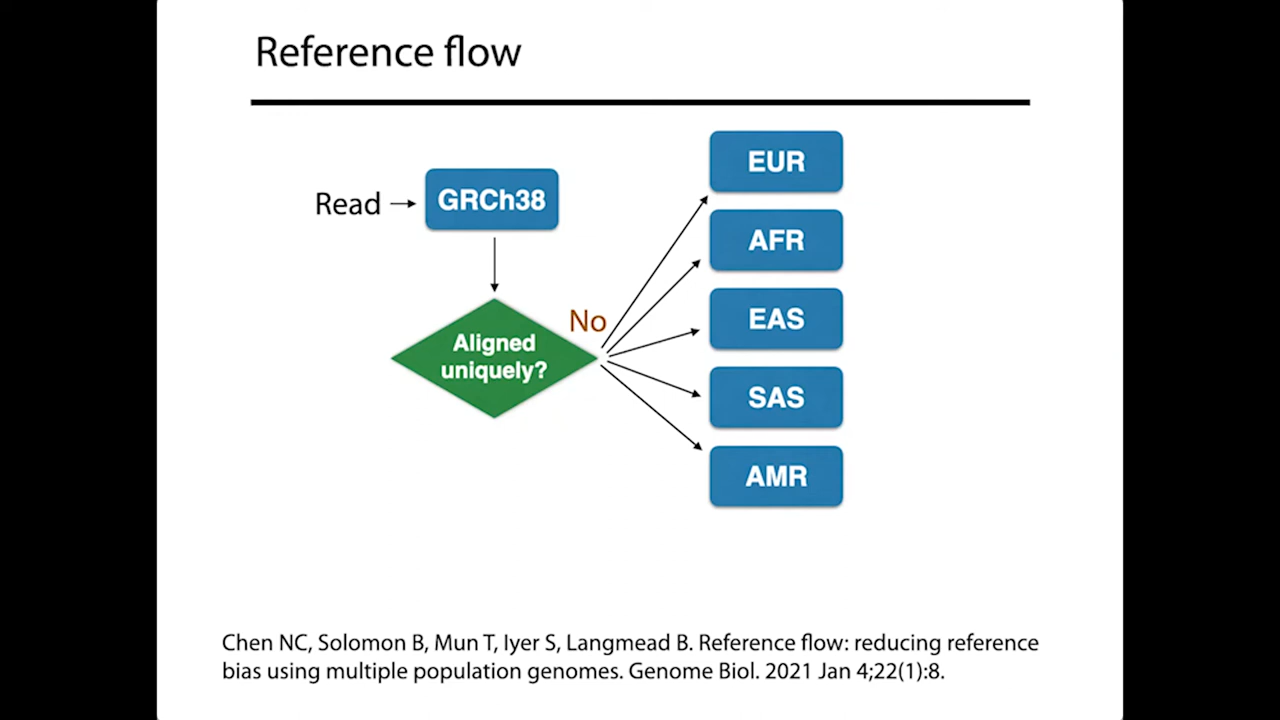 Reference flow
Read
GRCh38
Aligned
uniquely?
No
EUR
AFR
EAS
SAS
AMR
Chen NC, Solomon B, Mun T, Iyer S, Langmead B. Reference flow: reducing reference
bias using multiple population genomes. Genome Biol. 2021 Jan 4;22(1):8.